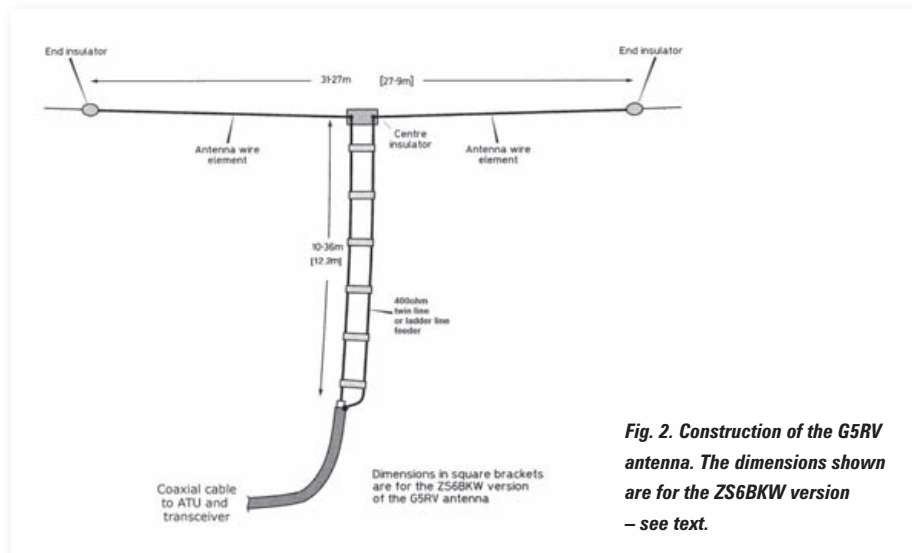 End insulator
End insulator
31·27m [27·9m]
Centre
insulator
Antenna wire
element
Antenna wire
element
10·36m
[12.2m]
400ohm
twin line
or ladder line
feeder
Coaxial cable
to ATU and
transceiver
Dimensions in square brackets
are for the ZS6BKW version
of the G5RV antenna
Fig. 2. Construction of the G5RV
antenna. The dimensions shown
are for the ZS6BKW version
– see text.